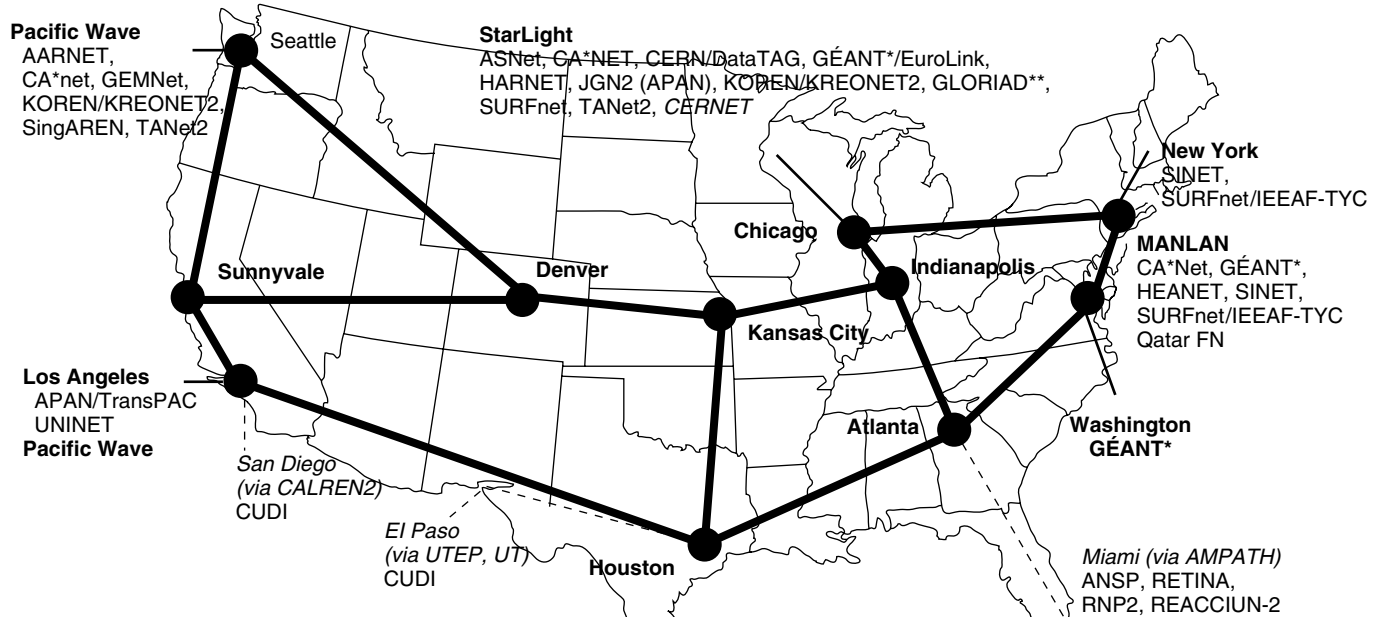 Pacific Wave
AARNET,
CA*net, GEMNet,
KOREN/KREONET2,
SingAREN, TANet2
Seattle
StarLight
ASNet, CA*NET, CERN/DataTAG, GÉANT*/EuroLink,
HARNET, JGN2 (APAN), KOREN/KREONET2, GLORIAD**,
SURFnet, TANet2, CERNET
New York
SINET,
SURFnet/IEEAF-TYC
Chicago
MANLAN
CA*Net, GÉANT*,
HEANET, SINET,
SURFnet/IEEAF-TYC
Qatar FN
Sunnyvale
Denver
Indianapolis
Kansas City
Los Angeles
APAN/TransPAC
UNINET
Pacific Wave
Atlanta
Washington
GÉANT*
San Diego
(via CALREN2)
CUDI
El Paso
(via UTEP, UT)
CUDI
Houston
Miami (via AMPATH)
ANSP, RETINA,
RNP2, REACCIUN-2